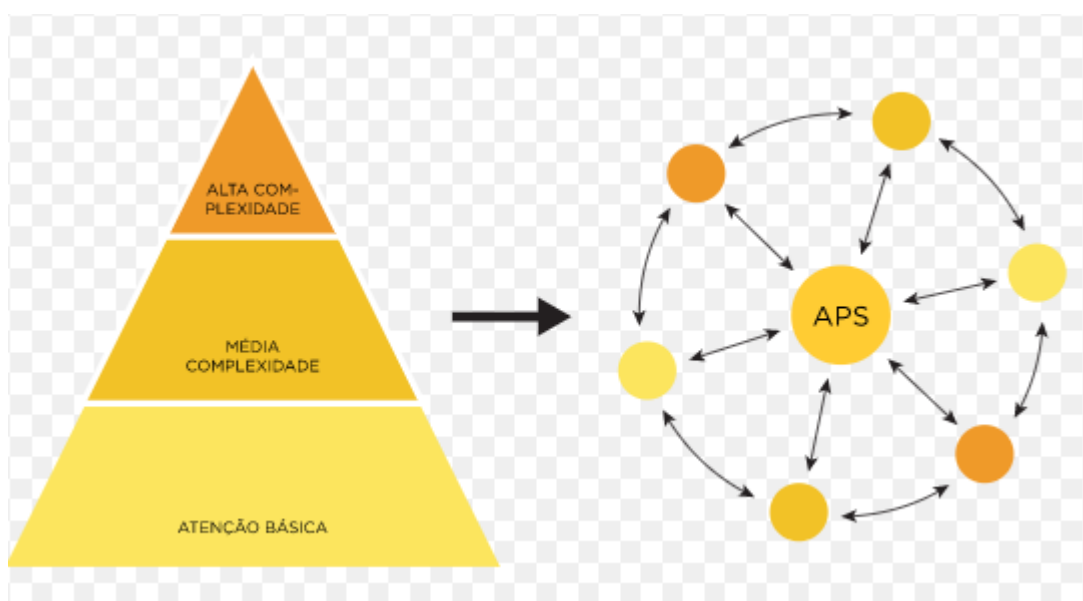 ALTA COM-
PLEXIDADE
MÉDIA
COMPLEXIDADE
ATENÇÃO BÁSICA
APS